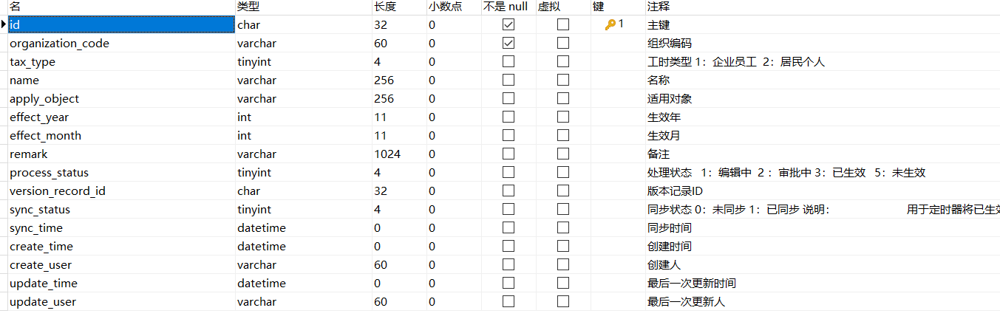 名 类型 长度 小数点 不是 null 虚拟 键 注释
id char 32 0 1 主键
organization_code varchar 60 0 组织编码
tax_type tinyint 4 0 工时类型 1：企业员工 2：居民个人
name varchar 256 0 名称
apply_object varchar 256 0 适用对象
effect_year int 11 0 生效年
effect_month int 11 0 生效月
remark varchar 1024 0 备注
process_status tinyint 4 0 处理状态 1：编辑中 2 ：审批中 3：已生效 5：未生效
version_record_id char 32 0 版本记录ID
sync_status tinyint 4 0 同步状态 0：未同步 1：已同步 说明： 用于定时器将已生效
sync_time datetime 0 0 同步时间
create_time datetime 0 0 创建时间
create_user varchar 60 0 创建人
update_time datetime 0 0 最后一次更新时间
update_user varchar 60 0 最后一次更新人